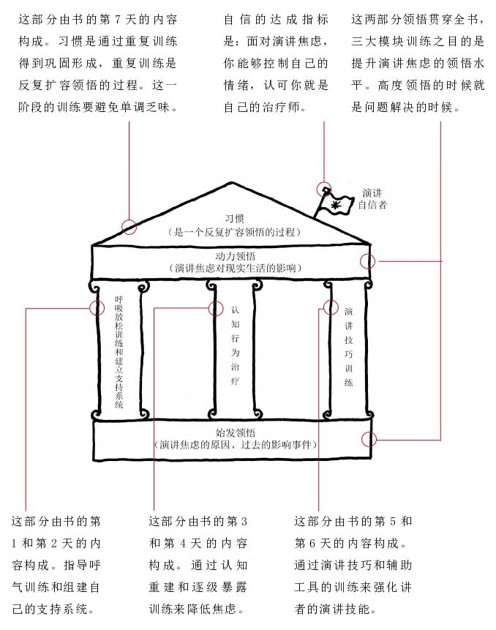 这部分由书的第7天的内容
构成。习惯是通过重复训练
得到巩固形成，重复训练是
反复扩容领悟的过程。这一
阶段的训练要避免单调乏味。
自信的达成指标
是：面对演讲焦虑，
你能够控制自己的
情绪，认可你就是
自己的治疗师。
这两部分领悟贯穿全书，
三大模块训练之目的是
提升演讲焦虑的领悟水
平。高度领悟的时候就
是问题解决的时候。
演讲
自信者
习惯
（是一个反复扩容领悟的过程）
动力领悟
（演讲焦虑对现实生活的影响）
呼吸放松训练和建立支持系统
认知行为治疗
演讲技巧训练
始发领悟
（演讲焦虑的原因、过去的影响事件）
这部分由书的第
1和第2天的内
容构成。指导呼
气训练和组建自
己的支持系统。
这部分由书的第3
和第4天的内容
构成。通过认知
重建和逐级暴露
训练来降低焦虑。
这部分由书的第5和
第6天的内容构成。
通过演讲技巧和辅助
工具的训练来强化讲
者的演讲技能。